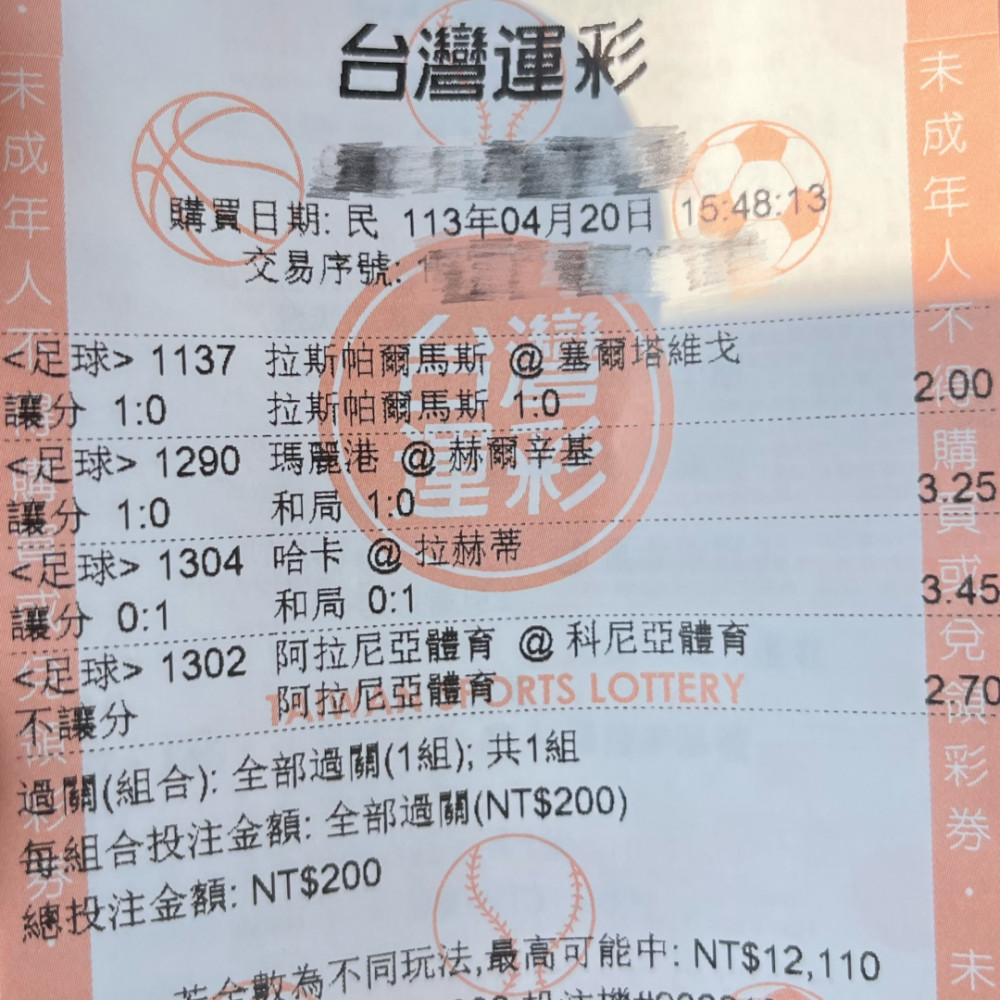 台灣運彩
購買日期: 民 113年04月20日 15:48:13
交易序號: 1
<足球> 1137 拉斯帕爾馬斯 @ 塞爾塔維戈
讓分 1:0 拉斯帕爾馬斯 1:0 2.00
<足球> 1290 瑪麗港 @ 赫爾辛基
讓分 1:0 和局 1:0 3.25
<足球> 1304 哈卡 @ 拉赫蒂
讓分 0:1 和局 0:1 3.45
<足球> 1302 阿拉尼亞體育 @ 科尼亞體育
不讓分 阿拉尼亞體育 2.70
過關(組合): 全部過關(1組); 共1組
每組合投注金額: 全部過關(NT$200)
總投注金額: NT$200
為不同玩法,最高可能中: NT$12,110
台灣運彩
TAIWAN SPORTS LOTTERY
未成年人不得購買或兌領彩券.
未成年人不得購買或兌領彩券.未